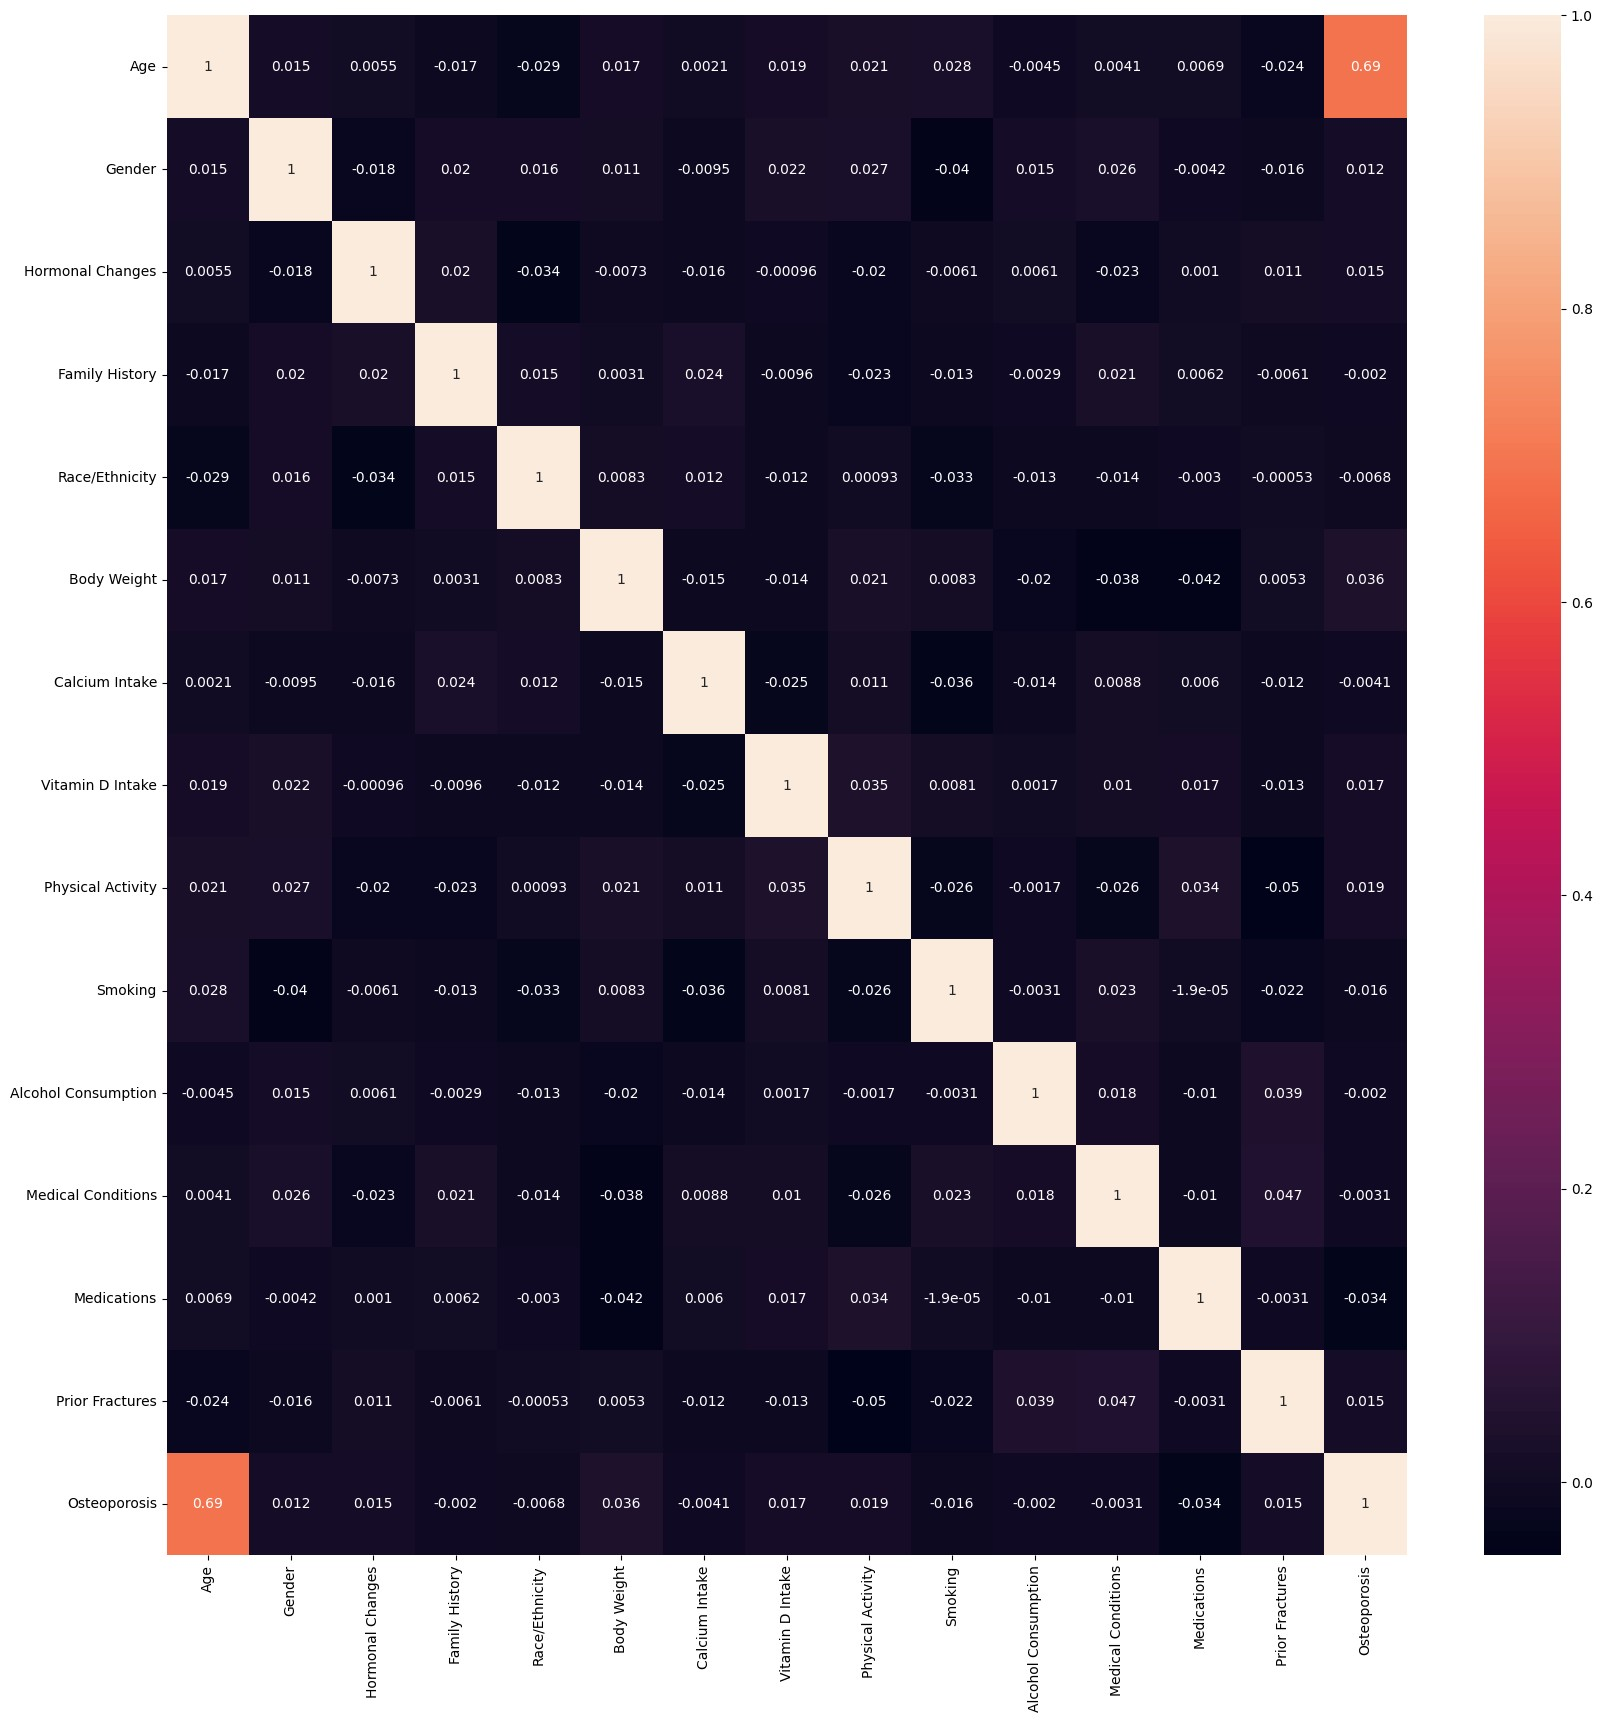 Age 1 0.015 0.0055 -0.017 -0.029 0.017 0.0021 0.019 0.021 0.028 -0.0045 0.0041 0.0069 -0.024 0.69
Gender 0.015 1 -0.018 0.02 0.016 0.011 -0.0095 0.022 0.027 -0.04 0.015 0.026 -0.0042 -0.016 0.012
Hormonal Changes 0.0055 -0.018 1 0.02 -0.034 -0.0073 -0.016 -0.00096 -0.02 -0.0061 0.0061 -0.023 0.001 0.011 0.015
Family History -0.017 0.02 0.02 1 0.015 0.0031 0.024 -0.0096 -0.023 -0.013 -0.0029 0.021 0.0062 -0.0061 -0.002
Race/Ethnicity -0.029 0.016 -0.034 0.015 1 0.0083 0.012 -0.012 0.00093 -0.033 -0.013 -0.014 -0.003 -0.00053 -0.0068
Body Weight 0.017 0.011 -0.0073 0.0031 0.0083 1 -0.015 -0.014 0.021 0.0083 -0.02 -0.038 -0.042 0.0053 0.036
Calcium Intake 0.0021 -0.0095 -0.016 0.024 0.012 -0.015 1 -0.025 0.011 -0.036 -0.014 0.0088 0.006 -0.012 -0.0041
Vitamin D Intake 0.019 0.022 -0.00096 -0.0096 -0.012 -0.014 -0.025 1 0.035 0.0081 0.0017 0.01 0.017 -0.013 0.017
Physical Activity 0.021 0.027 -0.02 -0.023 0.00093 0.021 0.011 0.035 1 -0.026 -0.0017 -0.026 0.034 -0.05 0.019
Smoking 0.028 -0.04 -0.0061 -0.013 -0.033 0.0083 -0.036 0.0081 -0.026 1 -0.0031 0.023 -1.9e-05 -0.022 -0.016
Alcohol Consumption -0.0045 0.015 0.0061 -0.0029 -0.013 -0.02 -0.014 0.0017 -0.0017 -0.0031 1 0.018 -0.01 0.039 -0.002
Medical Conditions 0.0041 0.026 -0.023 0.021 -0.014 -0.038 0.0088 0.01 -0.026 0.023 0.018 1 -0.01 0.047 -0.0031
Medications 0.0069 -0.0042 0.001 0.0062 -0.003 -0.042 0.006 0.017 0.034 -1.9e-05 -0.01 -0.01 1 -0.0031 -0.034
Prior Fractures -0.024 -0.016 0.011 -0.0061 -0.00053 0.0053 -0.012 -0.013 -0.05 -0.022 0.039 0.047 -0.0031 1 0.015
Osteoporosis 0.69 0.012 0.015 -0.002 -0.0068 0.036 -0.0041 0.017 0.019 -0.016 -0.002 -0.0031 -0.034 0.015 1
Age
Gender
Hormonal Changes
Family History
Race/Ethnicity
Body Weight
Calcium Intake
Vitamin D Intake
Physical Activity
Smoking
Alcohol Consumption
Medical Conditions
Medications
Prior Fractures
Osteoporosis
1.0
0.8
0.6
0.4
0.2
0.0